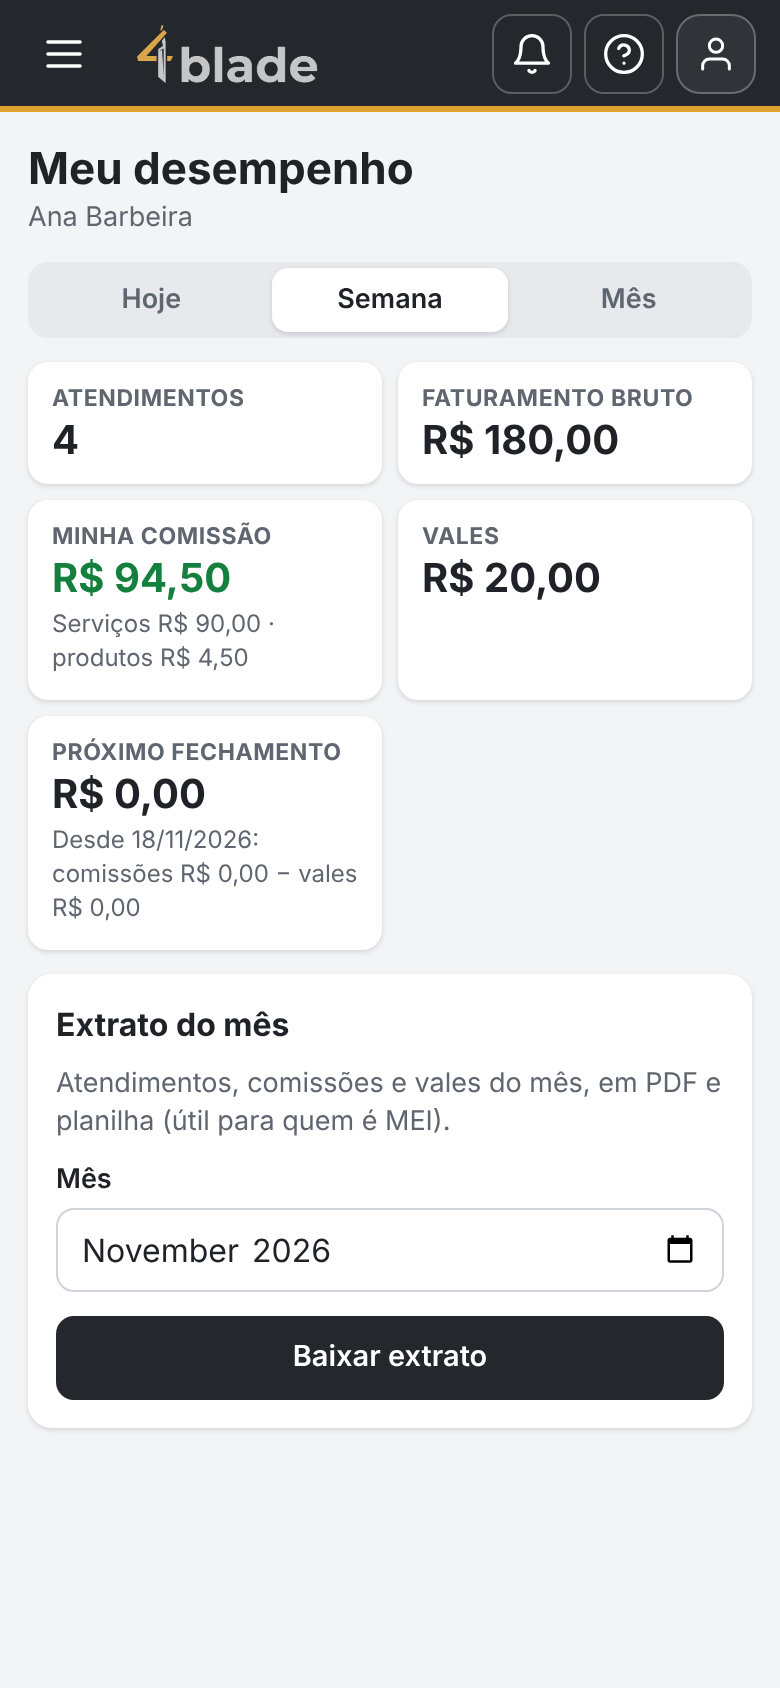 4blade
Meu desempenho
Ana Barbeira
Hoje
Semana
Mês
ATENDIMENTOS
4
FATURAMENTO BRUTO
R$ 180,00
MINHA COMISSÃO
R$ 94,50
Serviços R$ 90,00 ·
produtos R$ 4,50
VALES
R$ 20,00
PRÓXIMO FECHAMENTO
R$ 0,00
Desde 18/11/2026:
comissões R$ 0,00 − vales
R$ 0,00
Extrato do mês
Atendimentos, comissões e vales do mês, em PDF e
planilha (útil para quem é MEI).
Mês
November 2026
Baixar extrato